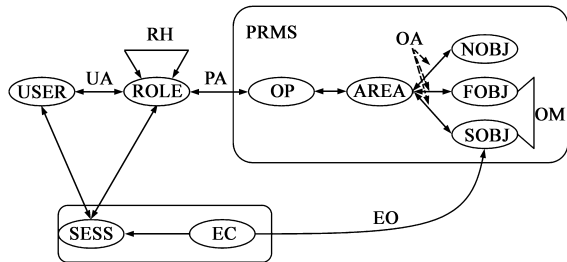 RH
PRMS
OA
NOBJ
USER
UA
ROLE
PA
OP
AREA
FOBJ
OM
SOBJ
SESS
EC
EO